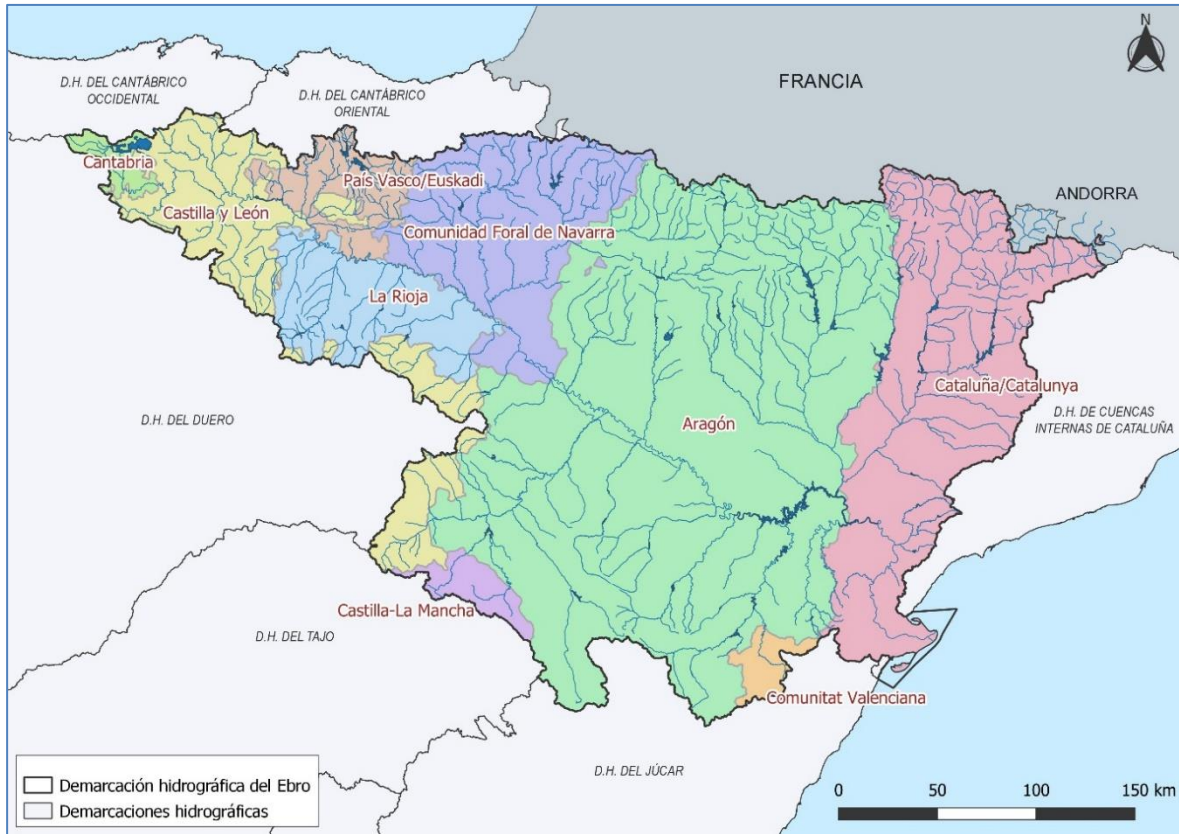 N
FRANCIA
D.H. DEL CANTÁBRICO
OCCIDENTAL
D.H. DEL CANTÁBRICO
ORIENTAL
Cantabria
País Vasco/Euskadi
ANDORRA
Castilla y León
Comunidad Foral de Navarra
La Rioja
Cataluña/Catalunya
D.H. DEL DUERO
Aragón
D.H. DE CUENCAS
INTERNAS DE CATALUÑA
Castilla-La Mancha
D.H. DEL TAJO
Comunitat Valenciana
D.H. DEL JÚCAR
Demarcación hidrográfica del Ebro
Demarcaciones hidrográficas
0 50 100 150 km